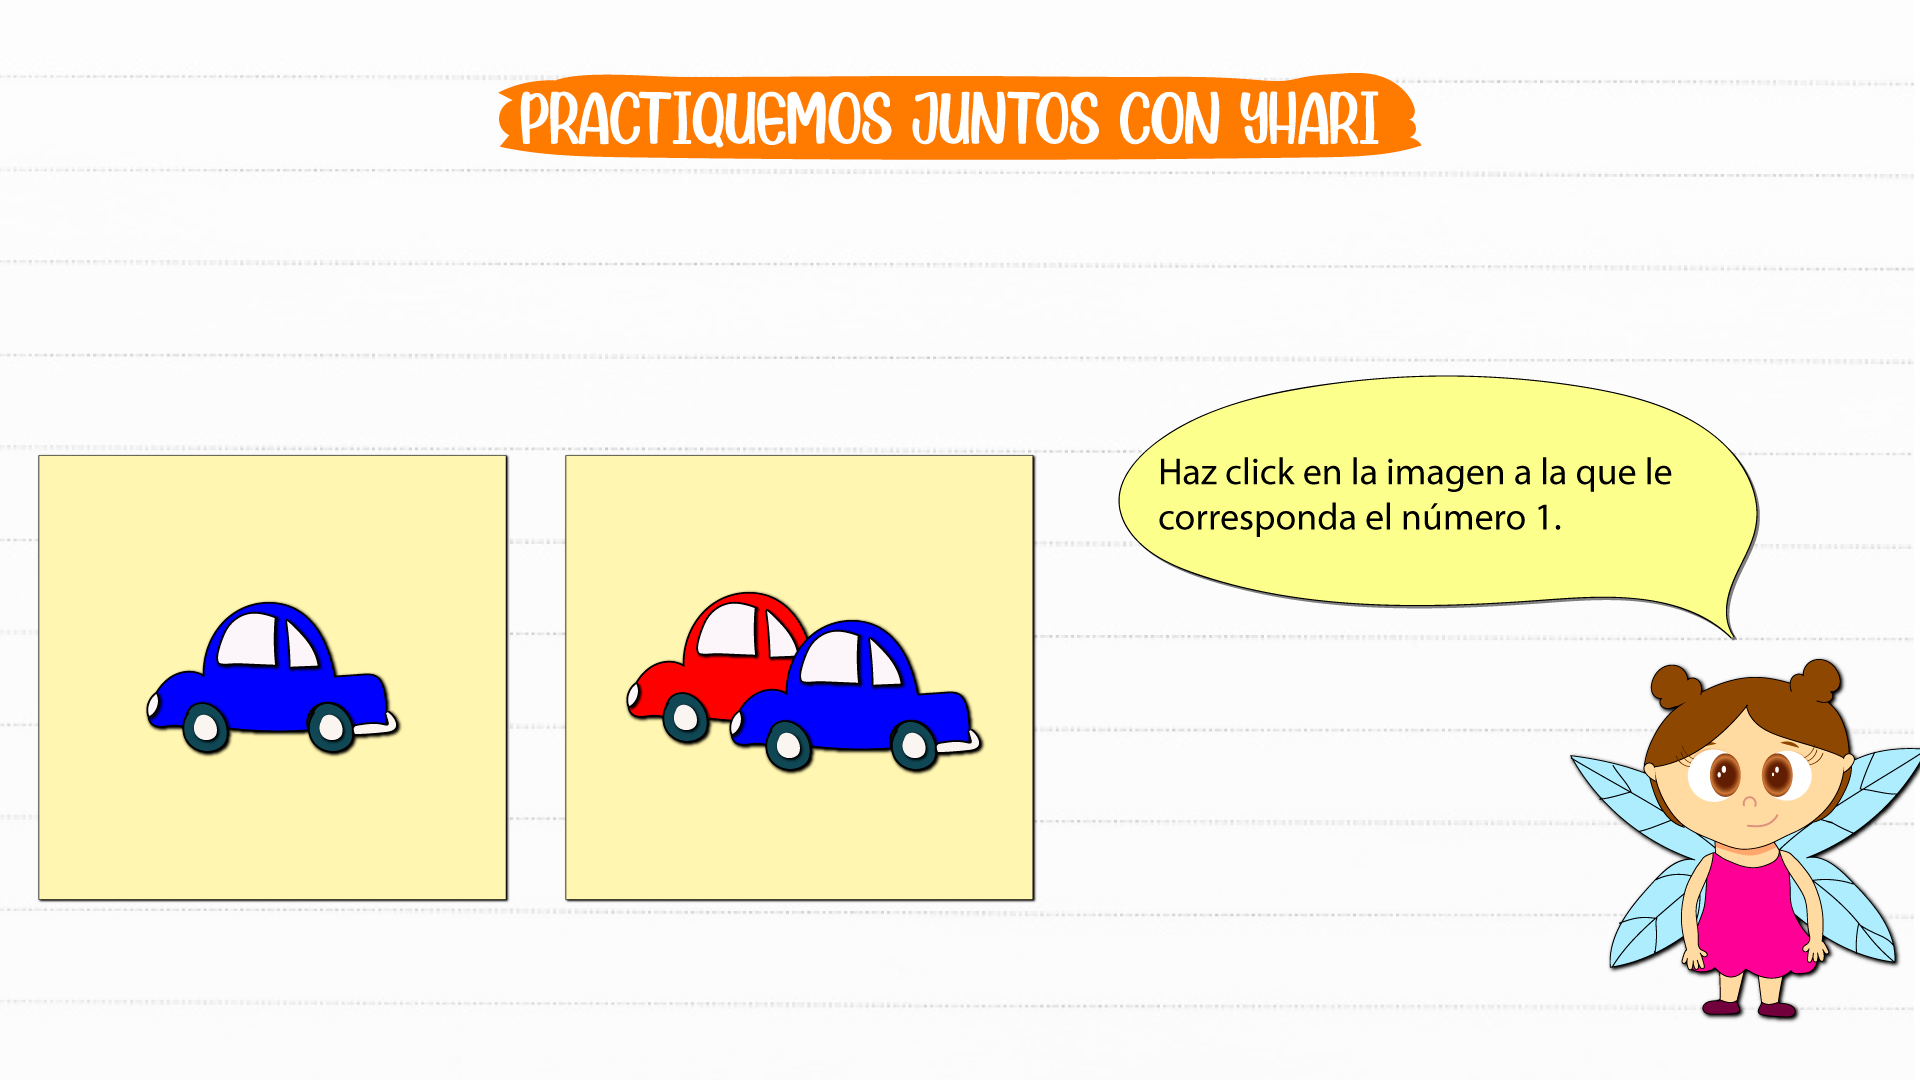 PRACTIQUEMOS JUNTOS CON YHARI
Haz click en la imagen a la que le
corresponda el número 1.